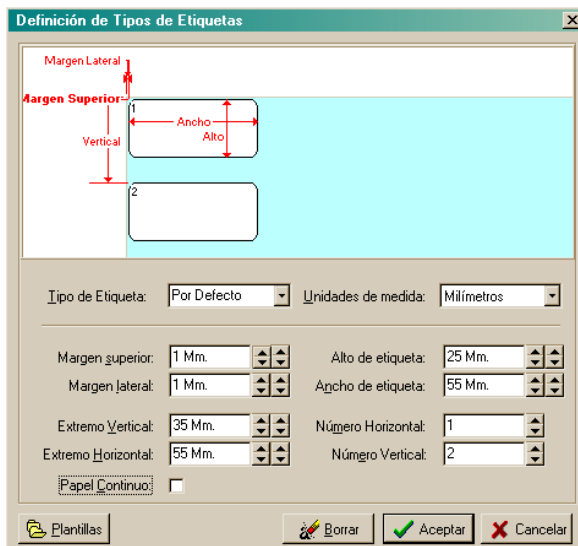 Definición de Tipos de Etiquetas
Margen Lateral
Margen Superior
1
Ancho
Alto
Vertical
2
Tipo de Etiqueta: Por Defecto Unidades de medida: Milímetros
Margen superior: 1 Mm. Alto de etiqueta: 25 Mm.
Margen lateral: 1 Mm. Ancho de etiqueta: 55 Mm.
Extremo Vertical: 35 Mm. Número Horizontal: 1
Extremo Horizontal: 55 Mm. Número Vertical: 2
Papel Continuo:
Plantillas Borrar Aceptar Cancelar